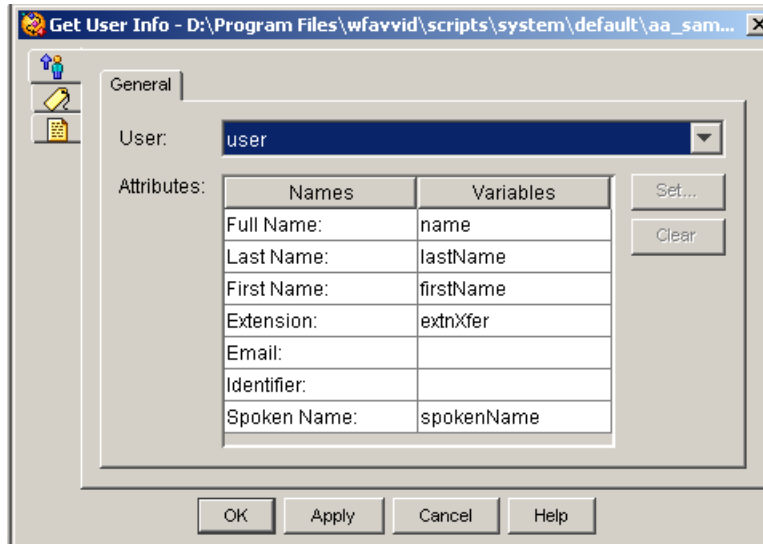 Get User Info - D:\Program Files\wfavvid\scripts\system\default\aa_sam...
General
User: user
Attributes: Names Variables Set...
Full Name: name Clear
Last Name: lastName
First Name: firstName
Extension: extnXfer
Email:
Identifier:
Spoken Name: spokenName
OK Apply Cancel Help